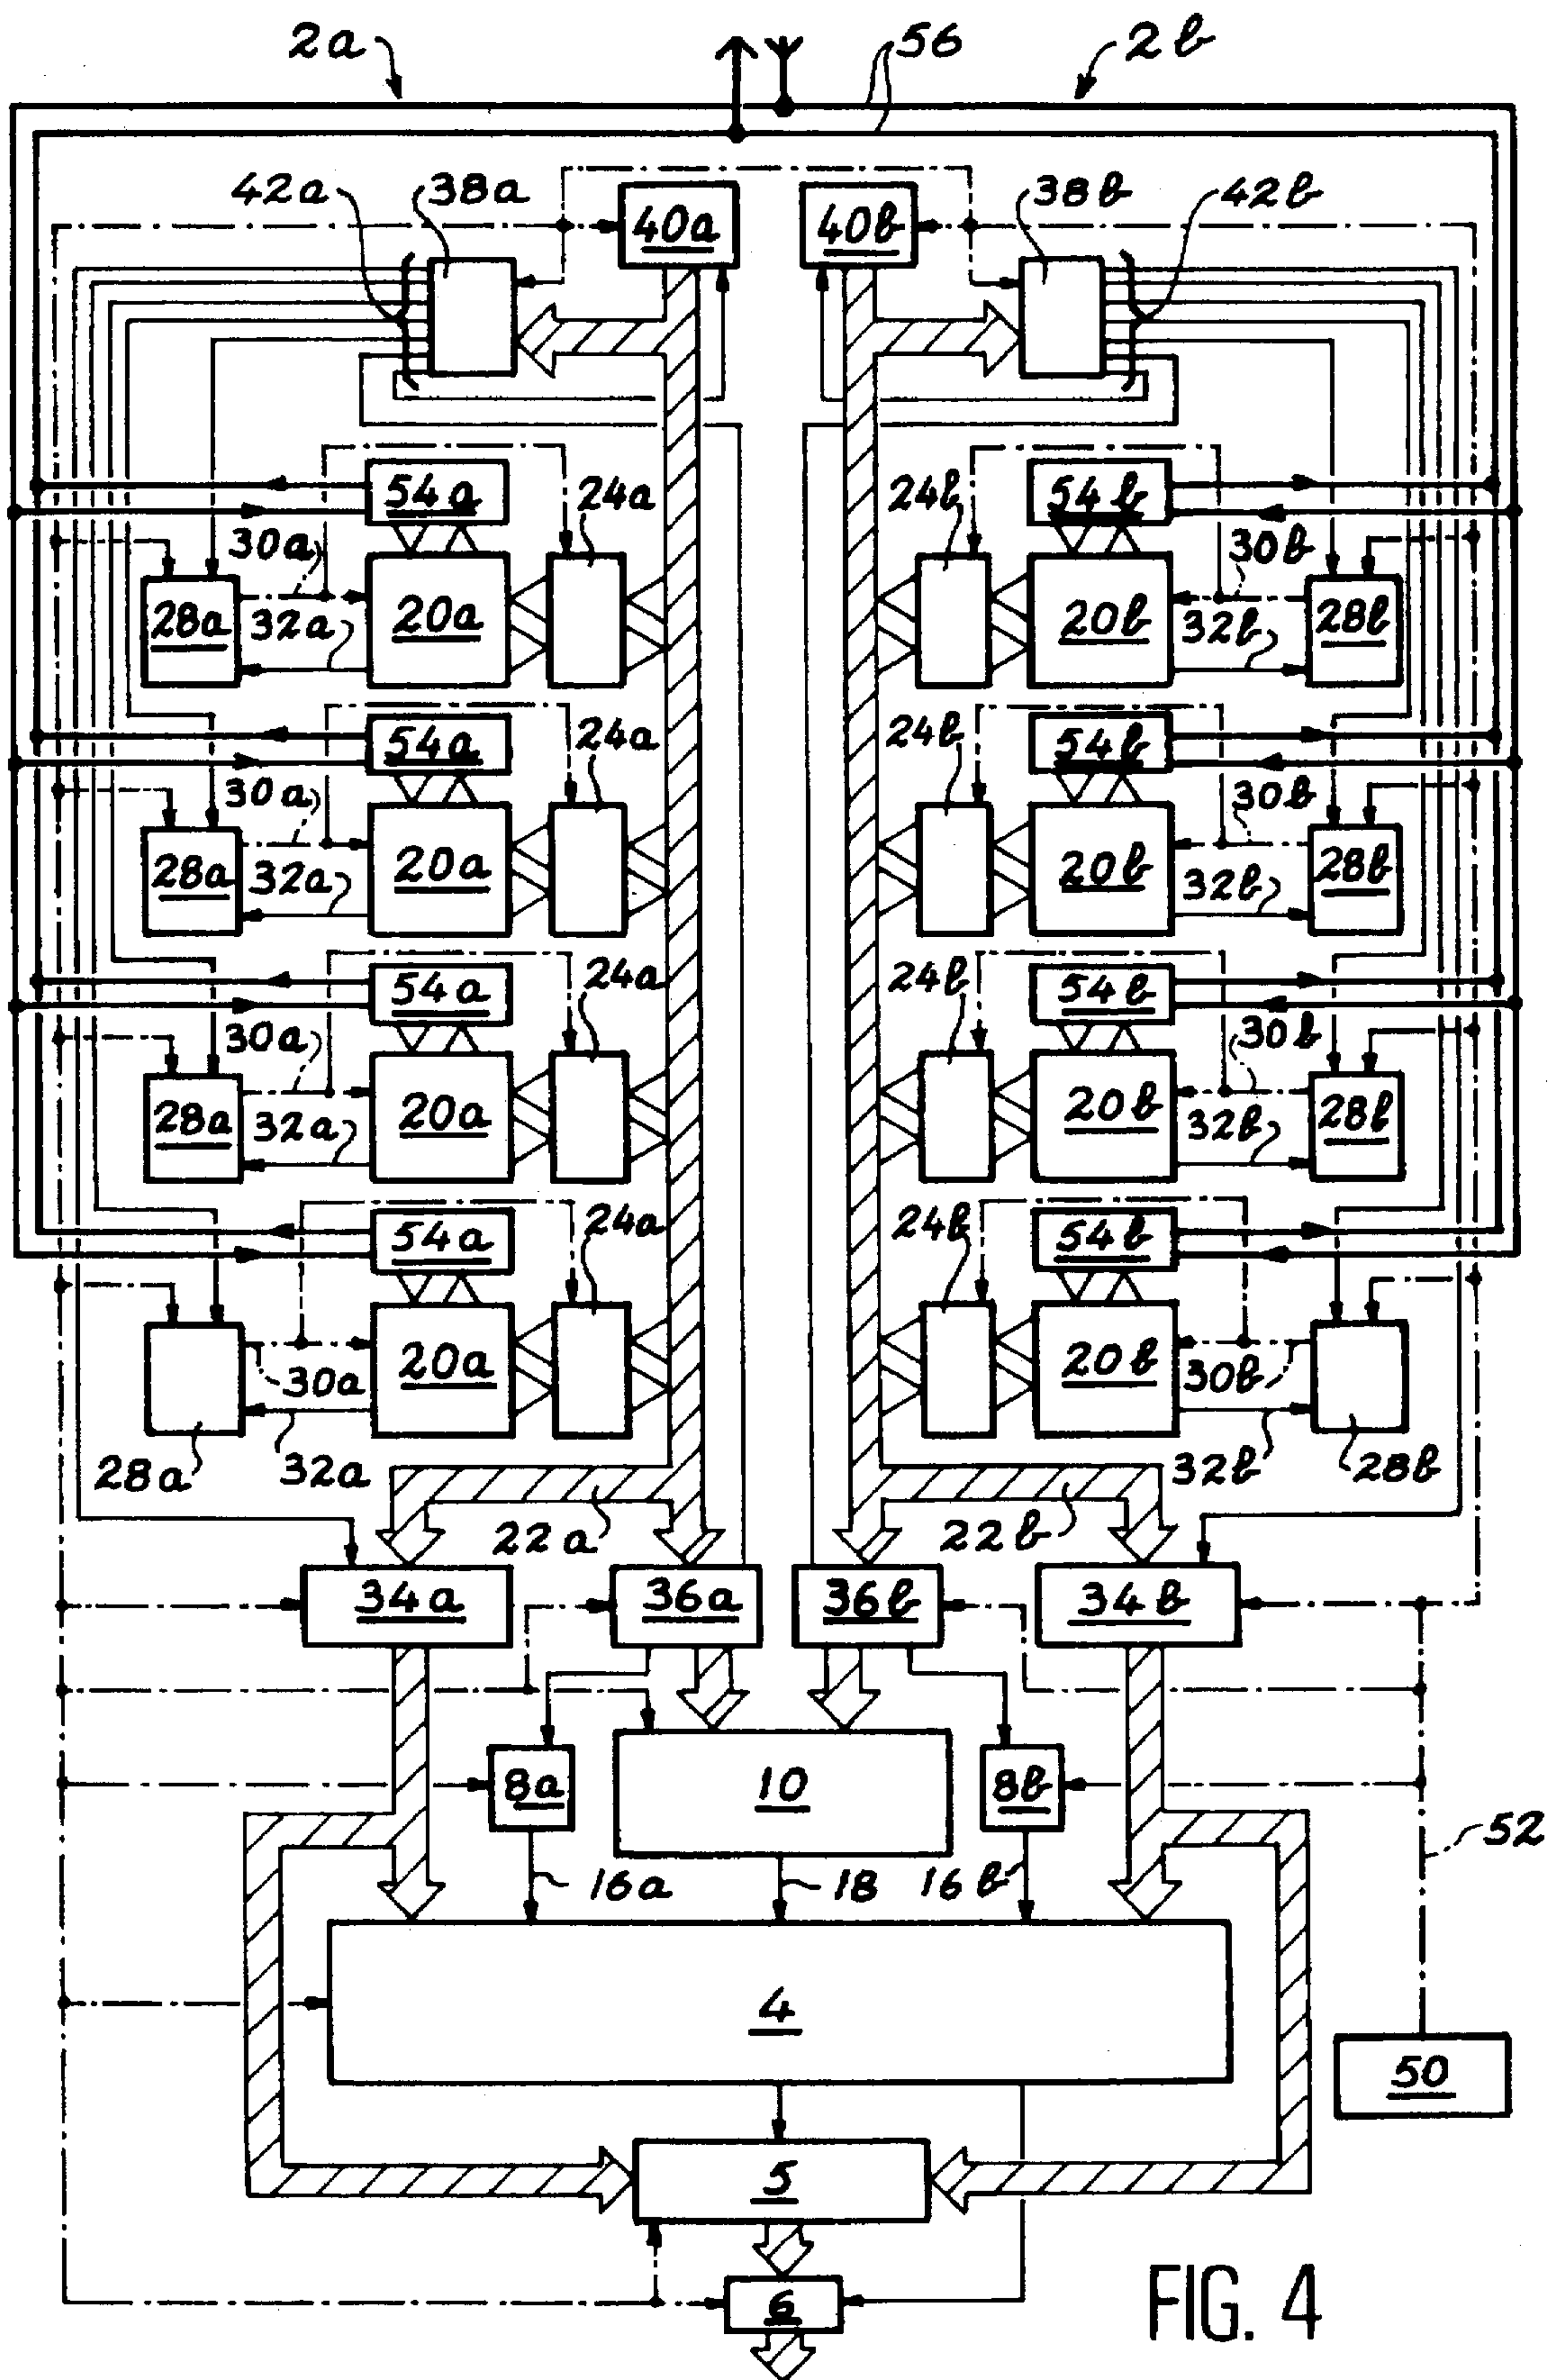 2a 56 2b
42a 38a 40a 40b 38b 42b
54a 24a 24b 54b
30a 30b
28a 32a 20a 20b 32b 28b
54a 24a 24b 54b
30a 30b
28a 32a 20a 20b 32b 28b
54a 24a 24b 54b
30a 30b
28a 32a 20a 20b 32b 28b
54a 24a 24b 54b
30a 20a 20b 30b
28a 32a 32b 28b
22a 22b
34a 36a 36b 34b
8a 10 8b
52
16a 18 16b
4
50
5
6
FIG. 4